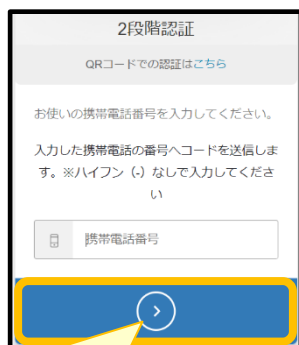 2段階認証
QRコードでの認証はこちら
お使いの携帯電話番号を入力してください。
入力した携帯電話の番号へコードを送信しま
す。※ハイフン（-）なしで入力してくださ
い
携帯電話番号